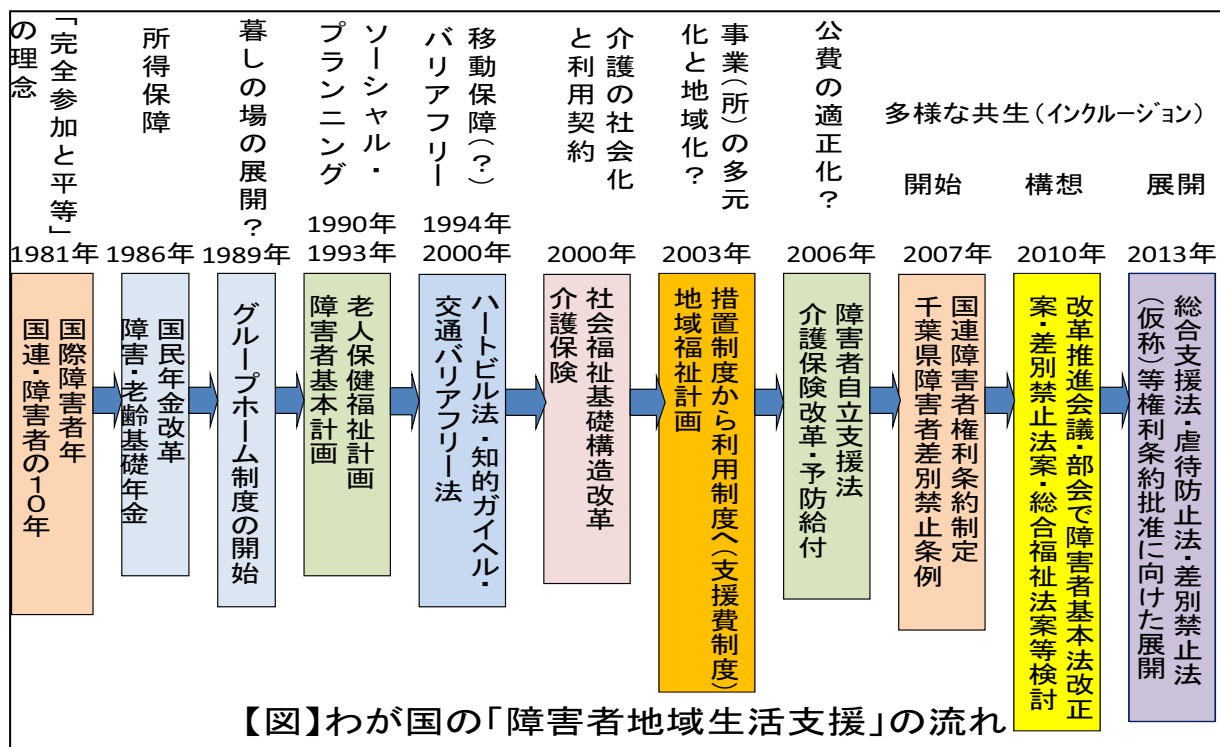 「完全参加と平等」
の理念
1981年
国際障害者年
国連・障害者の10年
所得保障
1986年
国民年金改革
障害・老齢基礎年金
暮しの場の展開?
1989年
グループホーム制度の開始
ソーシャル・
プランニング
1990年
1993年
老人保健福祉計画
障害者基本計画
移動保障(?)
バリアフリー
1994年
2000年
ハートビル法・知的ガイヘル・
交通バリアフリー法
介護の社会化
と利用契約
2000年
社会福祉基礎構造改革
介護保険
事業(所)の多元
化と地域化?
2003年
措置制度から利用制度へ(支援費制度)
地域福祉計画
公費の適正化?
2006年
障害者自立支援法
介護保険改革・予防給付
多様な共生(インクルージョン)
開始
2007年
国連障害者権利条約制定
千葉県障害者差別禁止条例
構想
2010年
改革推進会議・部会で障害者基本法改正
案・差別禁止法案・総合福祉法案等検討
展開
2013年
総合支援法・虐待防止法・差別禁止法
(仮称)等権利条約批准に向けた展開
【図】わが国の「障害者地域生活支援」の流れ